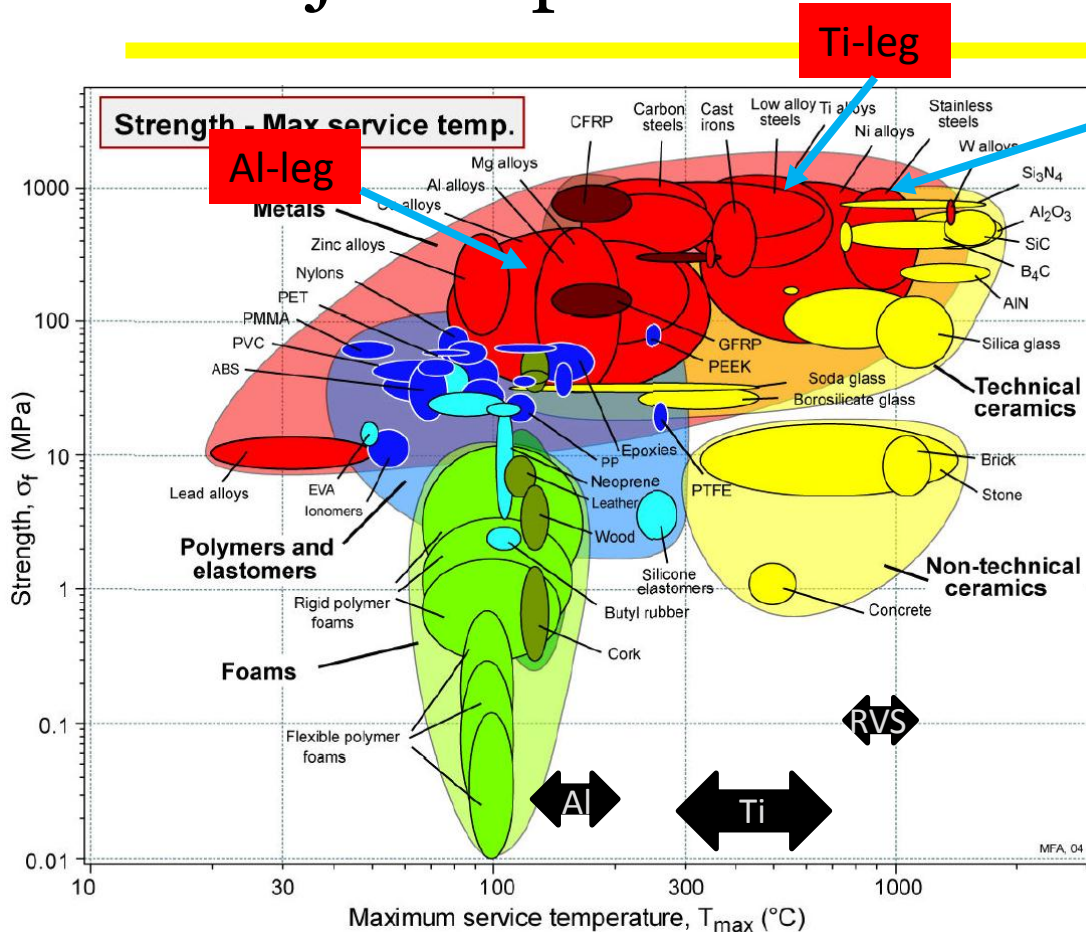 Ti-leg
Strength - Max service temp.
Al-leg
CFRP
Carbon
steels
Cast
irons
Low alloy
steels
Ti alloys
Stainless
steels
Ni alloys
W alloys
Si₃N₄
Al₂O₃
SiC
B₄C
AlN
Mg alloys
Al alloys
alloys
Metals
Zinc alloys
Nylons
PET
PMMA
PVC
ABS
GFRP
PEEK
Silica glass
Soda glass
Borosilicate glass
Technical
ceramics
Lead alloys
EVA
Ionomers
Epoxies
PP
Neoprene
Leather
PTFE
Brick
Stone
Wood
Polymers and
elastomers
Silicone
elastomers
Non-technical
ceramics
Rigid polymer
foams
Butyl rubber
Concrete
Cork
Foams
Flexible polymer
foams
RVS
Al
Ti
MFA, 04
1000
100
10
1
0.1
0.01
Strength, σf (MPa)
10
30
100
300
1000
Maximum service temperature, Tmax (°C)